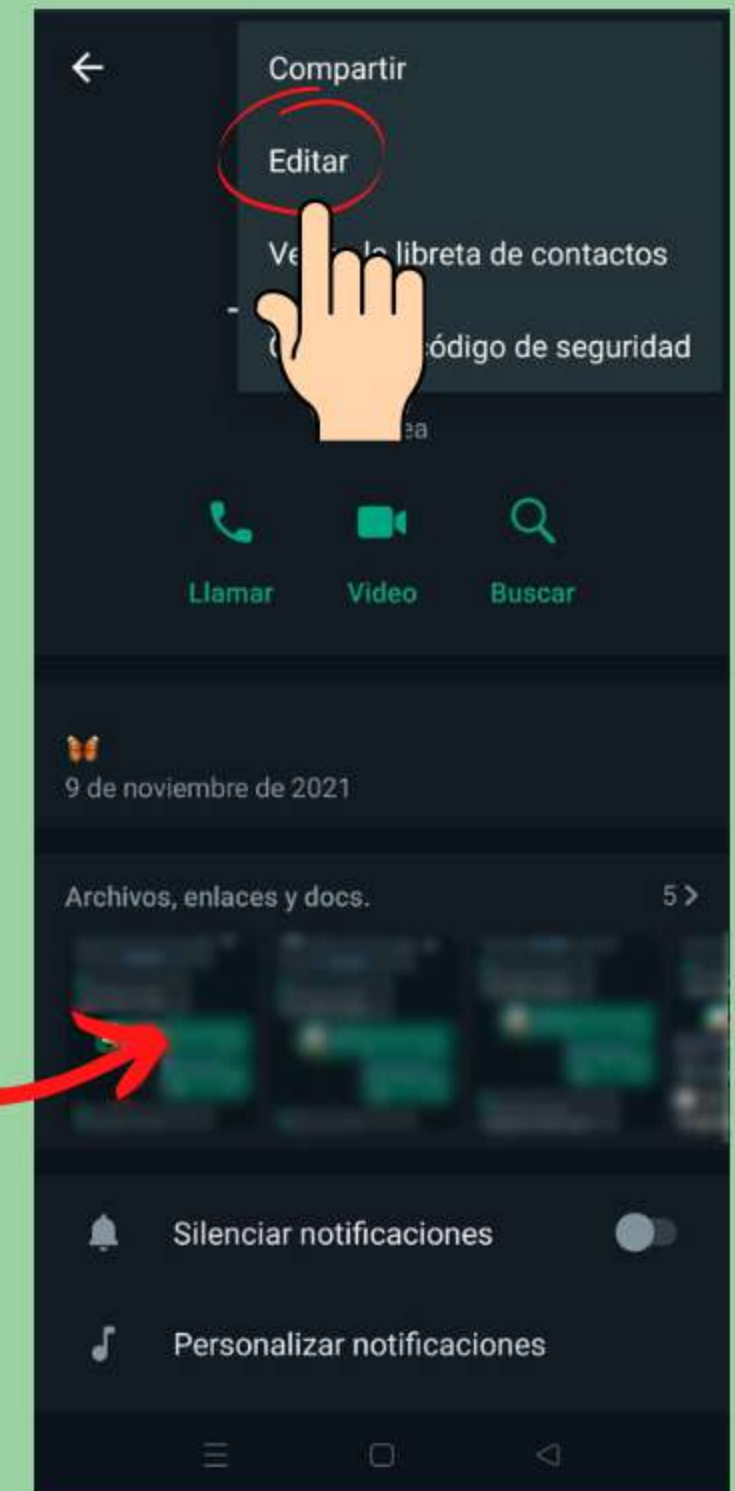 Compartir
Editar
la libreta de contactos
código de seguridad
Llamar
Video
Buscar
9 de noviembre de 2021
Archivos, enlaces y docs.
5
Silenciar notificaciones
Personalizar notificaciones